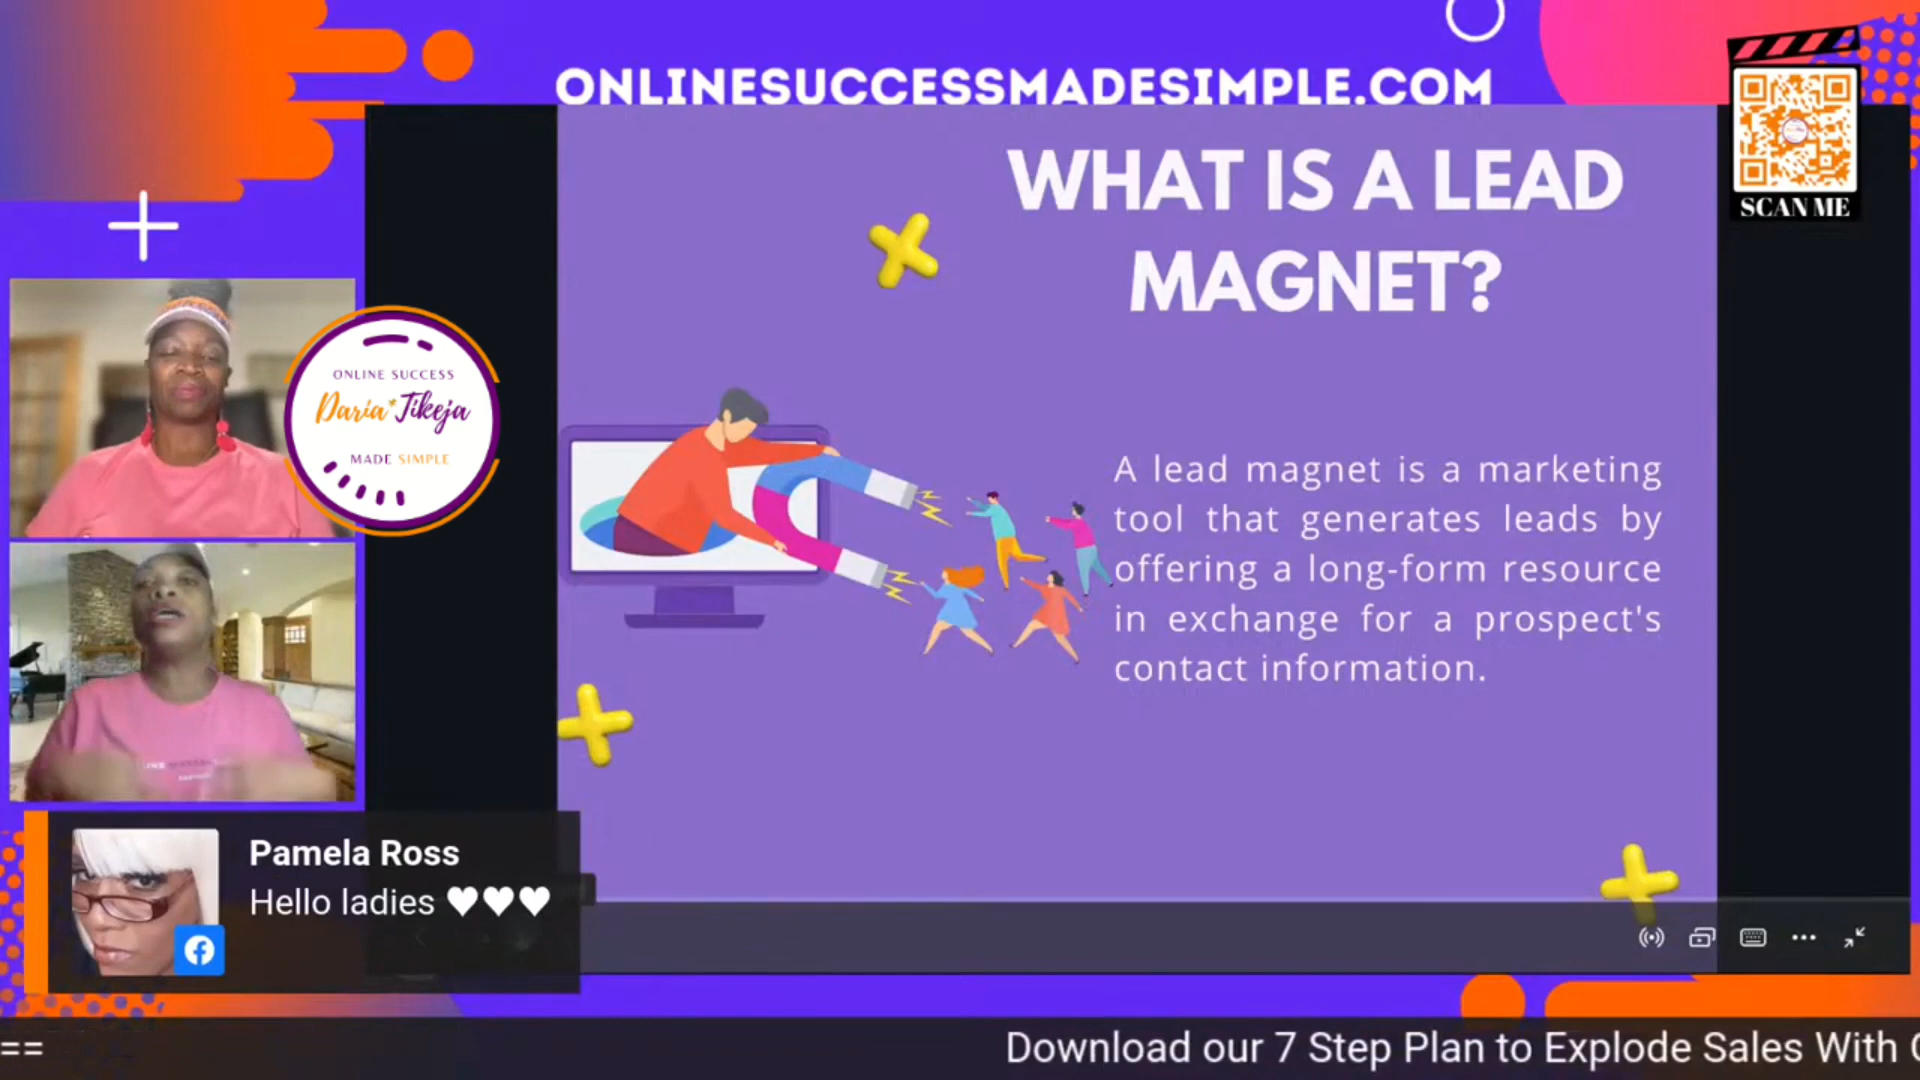 ONLINESUCCESSMADESIMPLE.COM
SCAN ME
WHAT IS A LEAD
MAGNET?
ONLINE SUCCESS
Daria*Tikeja
MADE SIMPLE
A lead magnet is a marketing
tool that generates leads by
offering a long-form resource
in exchange for a prospect's
contact information.
Pamela Ross
Hello ladies ♥♥♥
==
Download our 7 Step Plan to Explode Sales With